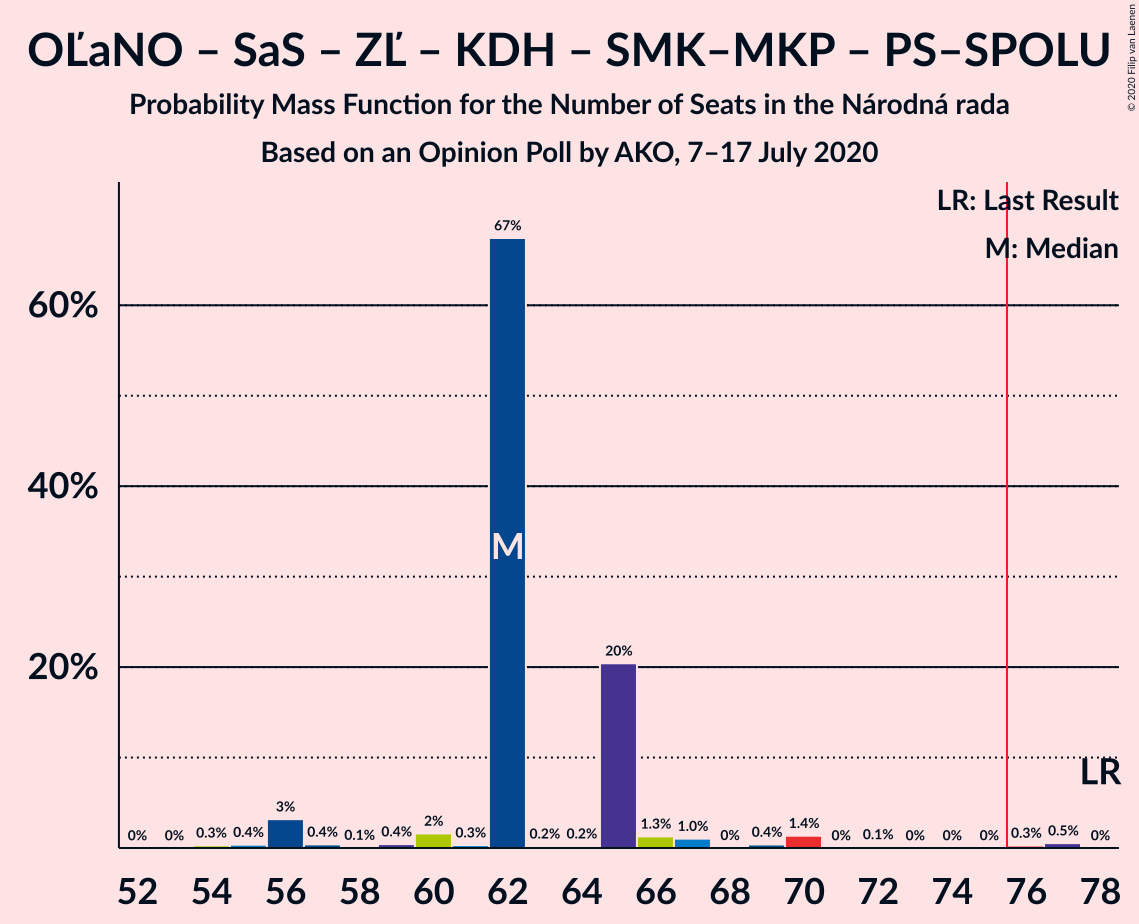 OĽaNO – SaS – ZĽ – KDH – SMK–MKP – PS–SPOLU
Probability Mass Function for the Number of Seats in the Národná rada
Based on an Opinion Poll by AKO, 7–17 July 2020
© 2020 Filip van Laenen
LR: Last Result
M: Median
60%
40%
20%
67%
M
20%
LR
0% 0% 0.3% 0.4% 3% 0.4% 0.1% 0.4% 2% 0.3% 0.2% 0.2% 1.3% 1.0% 0% 0.4% 1.4% 0% 0.1% 0% 0% 0% 0.3% 0.5% 0%
52 54 56 58 60 62 64 66 68 70 72 74 76 78